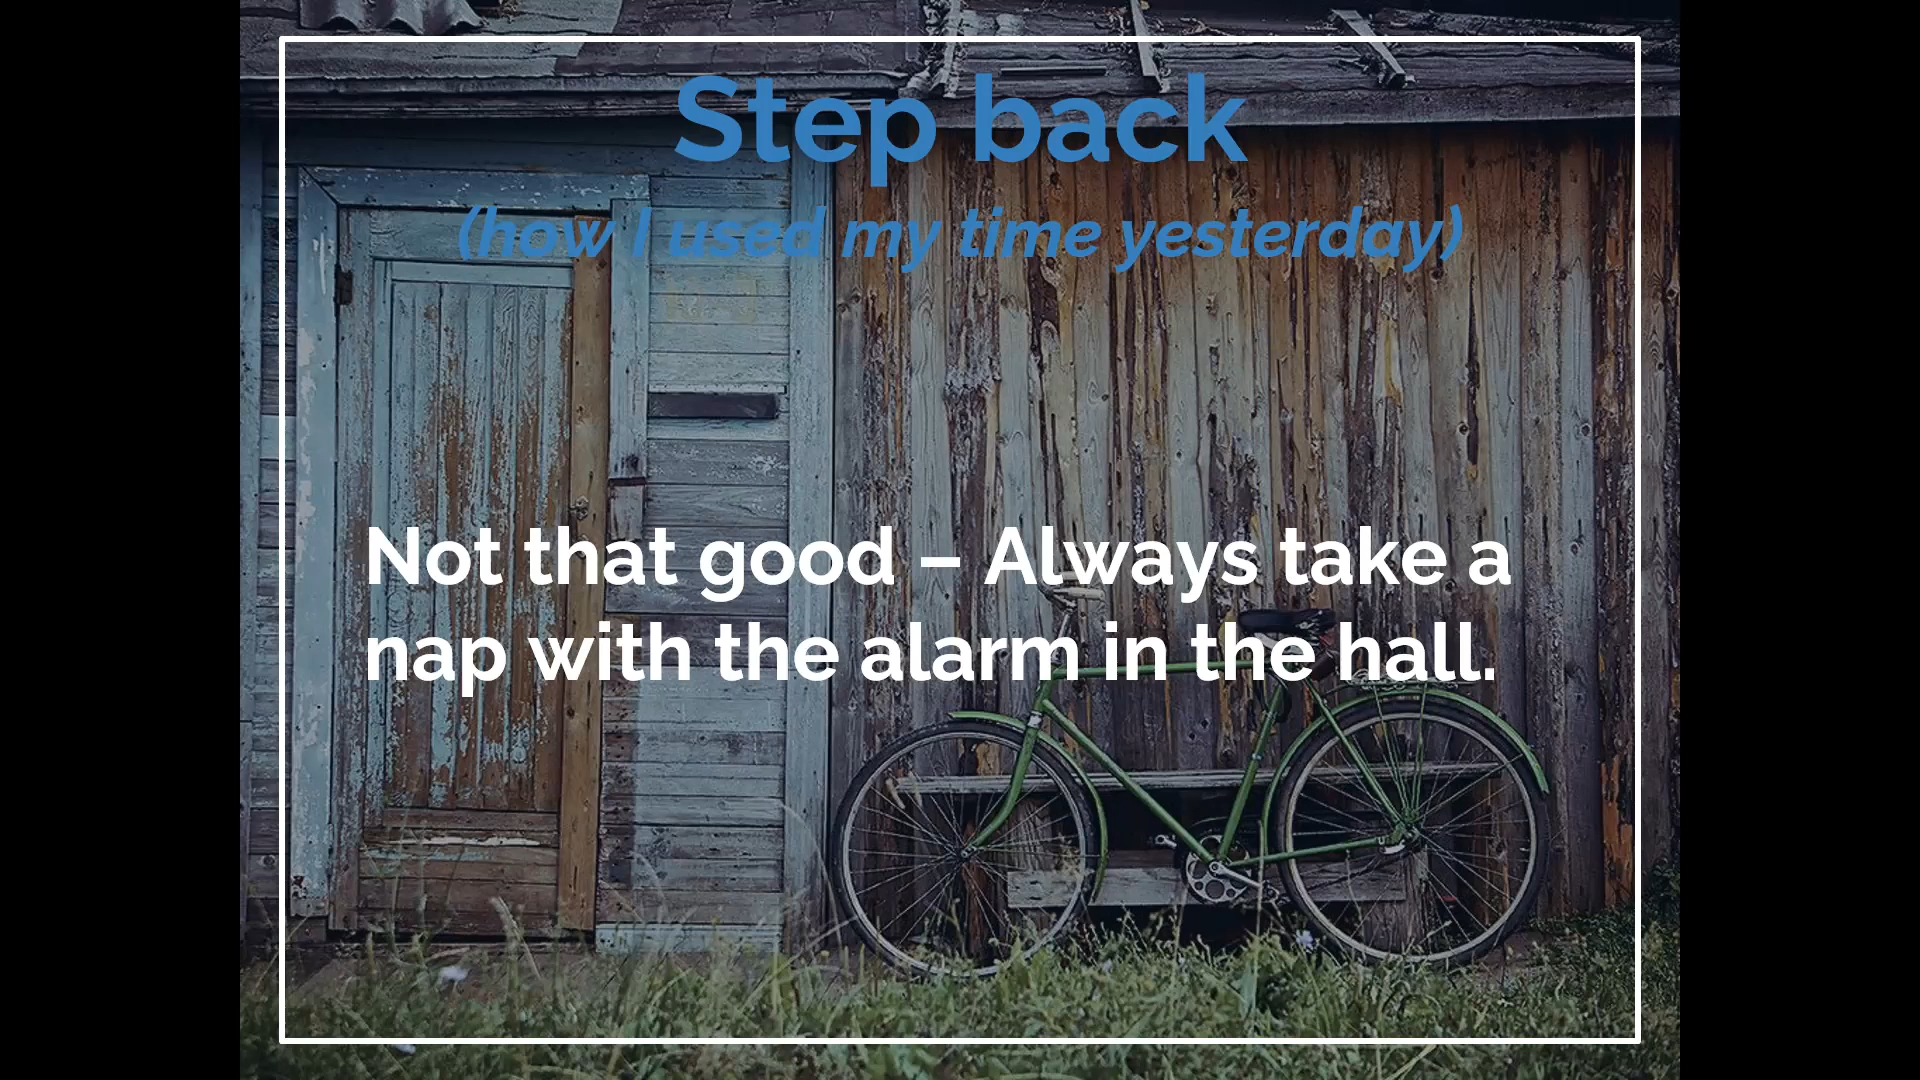 Step back
(how I used my time yesterday)
Not that good – Always take a
nap with the alarm in the hall.